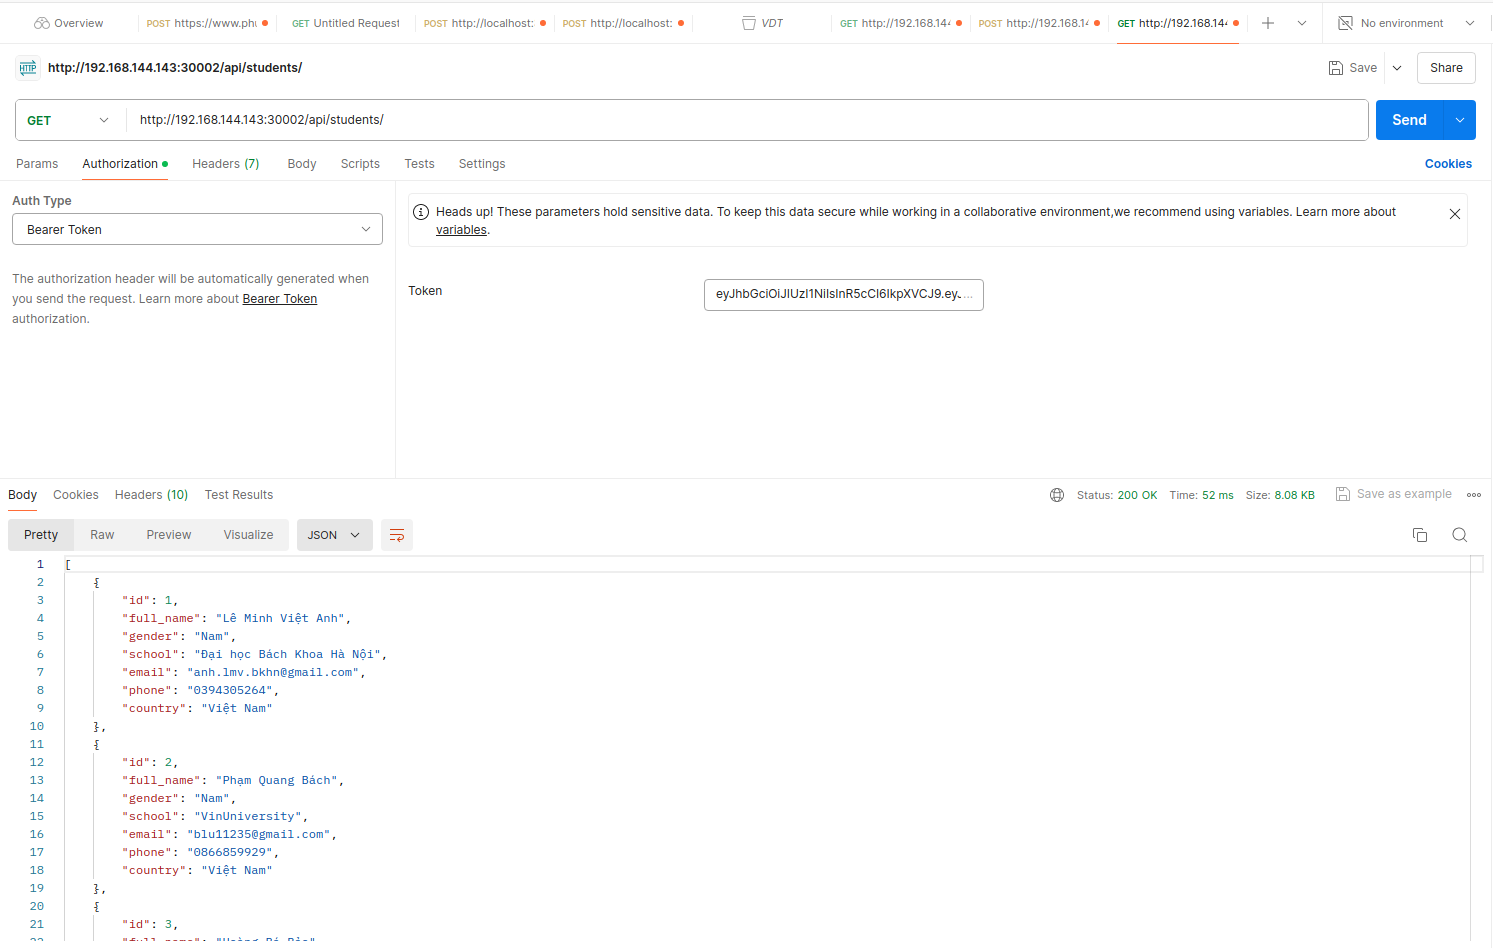 Overview POST https://www.ph GET Untitled Request POST http://localhost: POST http://localhost: VDT GET http://192.168.14 POST http://192.168.1 GET http://192.168.14 No environment
HTTP http://192.168.144.143:30002/api/students/ Save Share
GET http://192.168.144.143:30002/api/students/ Send
Params Authorization Headers (7) Body Scripts Tests Settings Cookies
Auth Type
Bearer Token
The authorization header will be automatically generated when
you send the request. Learn more about Bearer Token
authorization.
Heads up! These parameters hold sensitive data. To keep this data secure while working in a collaborative environment,we recommend using variables. Learn more about
variables.
Token
Body Cookies Headers (10) Test Results Status: 200 OK Time: 52 ms Size: 8.08 KB Save as example
Pretty Raw Preview Visualize JSON
1 [
2 {
3 "id": 1,
4 "full_name": "Lê Minh Việt Anh",
5 "gender": "Nam",
6 "school": "Đại học Bách Khoa Hà Nội",
7 "email": "anh.lmv.bkhn@gmail.com",
8 "phone": "0394305264",
9 "country": "Việt Nam"
10 },
11 {
12 "id": 2,
13 "full_name": "Phạm Quang Bách",
14 "gender": "Nam",
15 "school": "VinUniversity",
16 "email": "blu11235@gmail.com",
17 "phone": "0866859929",
18 "country": "Việt Nam"
19 },
20 {
21 "id": 3,